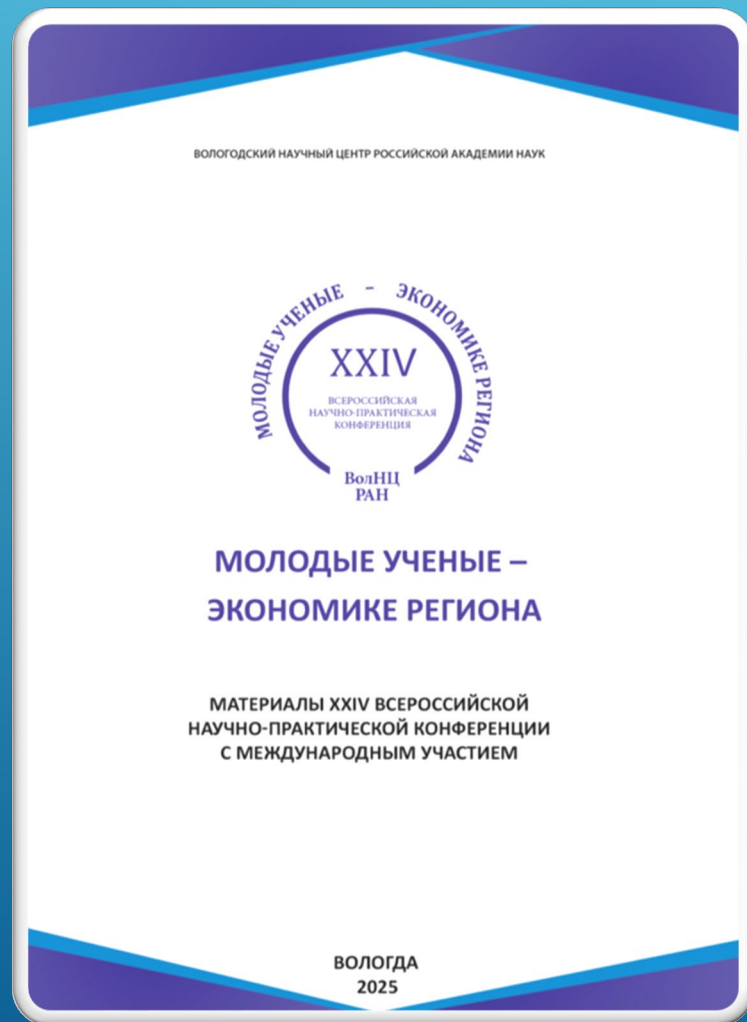 ВОЛОГОДСКИЙ НАУЧНЫЙ ЦЕНТР РОССИЙСКОЙ АКАДЕМИИ НАУК
МОЛОДЫЕ УЧЕНЫЕ - ЭКОНОМИКЕ РЕГИОНА
XXIV
ВСЕРОССИЙСКАЯ
НАУЧНО-ПРАКТИЧЕСКАЯ
КОНФЕРЕНЦИЯ
ВолНЦ
РАН
МОЛОДЫЕ УЧЕНЫЕ –
ЭКОНОМИКЕ РЕГИОНА
МАТЕРИАЛЫ XXIV ВСЕРОССИЙСКОЙ
НАУЧНО-ПРАКТИЧЕСКОЙ КОНФЕРЕНЦИИ
С МЕЖДУНАРОДНЫМ УЧАСТИЕМ
ВОЛОГДА
2025